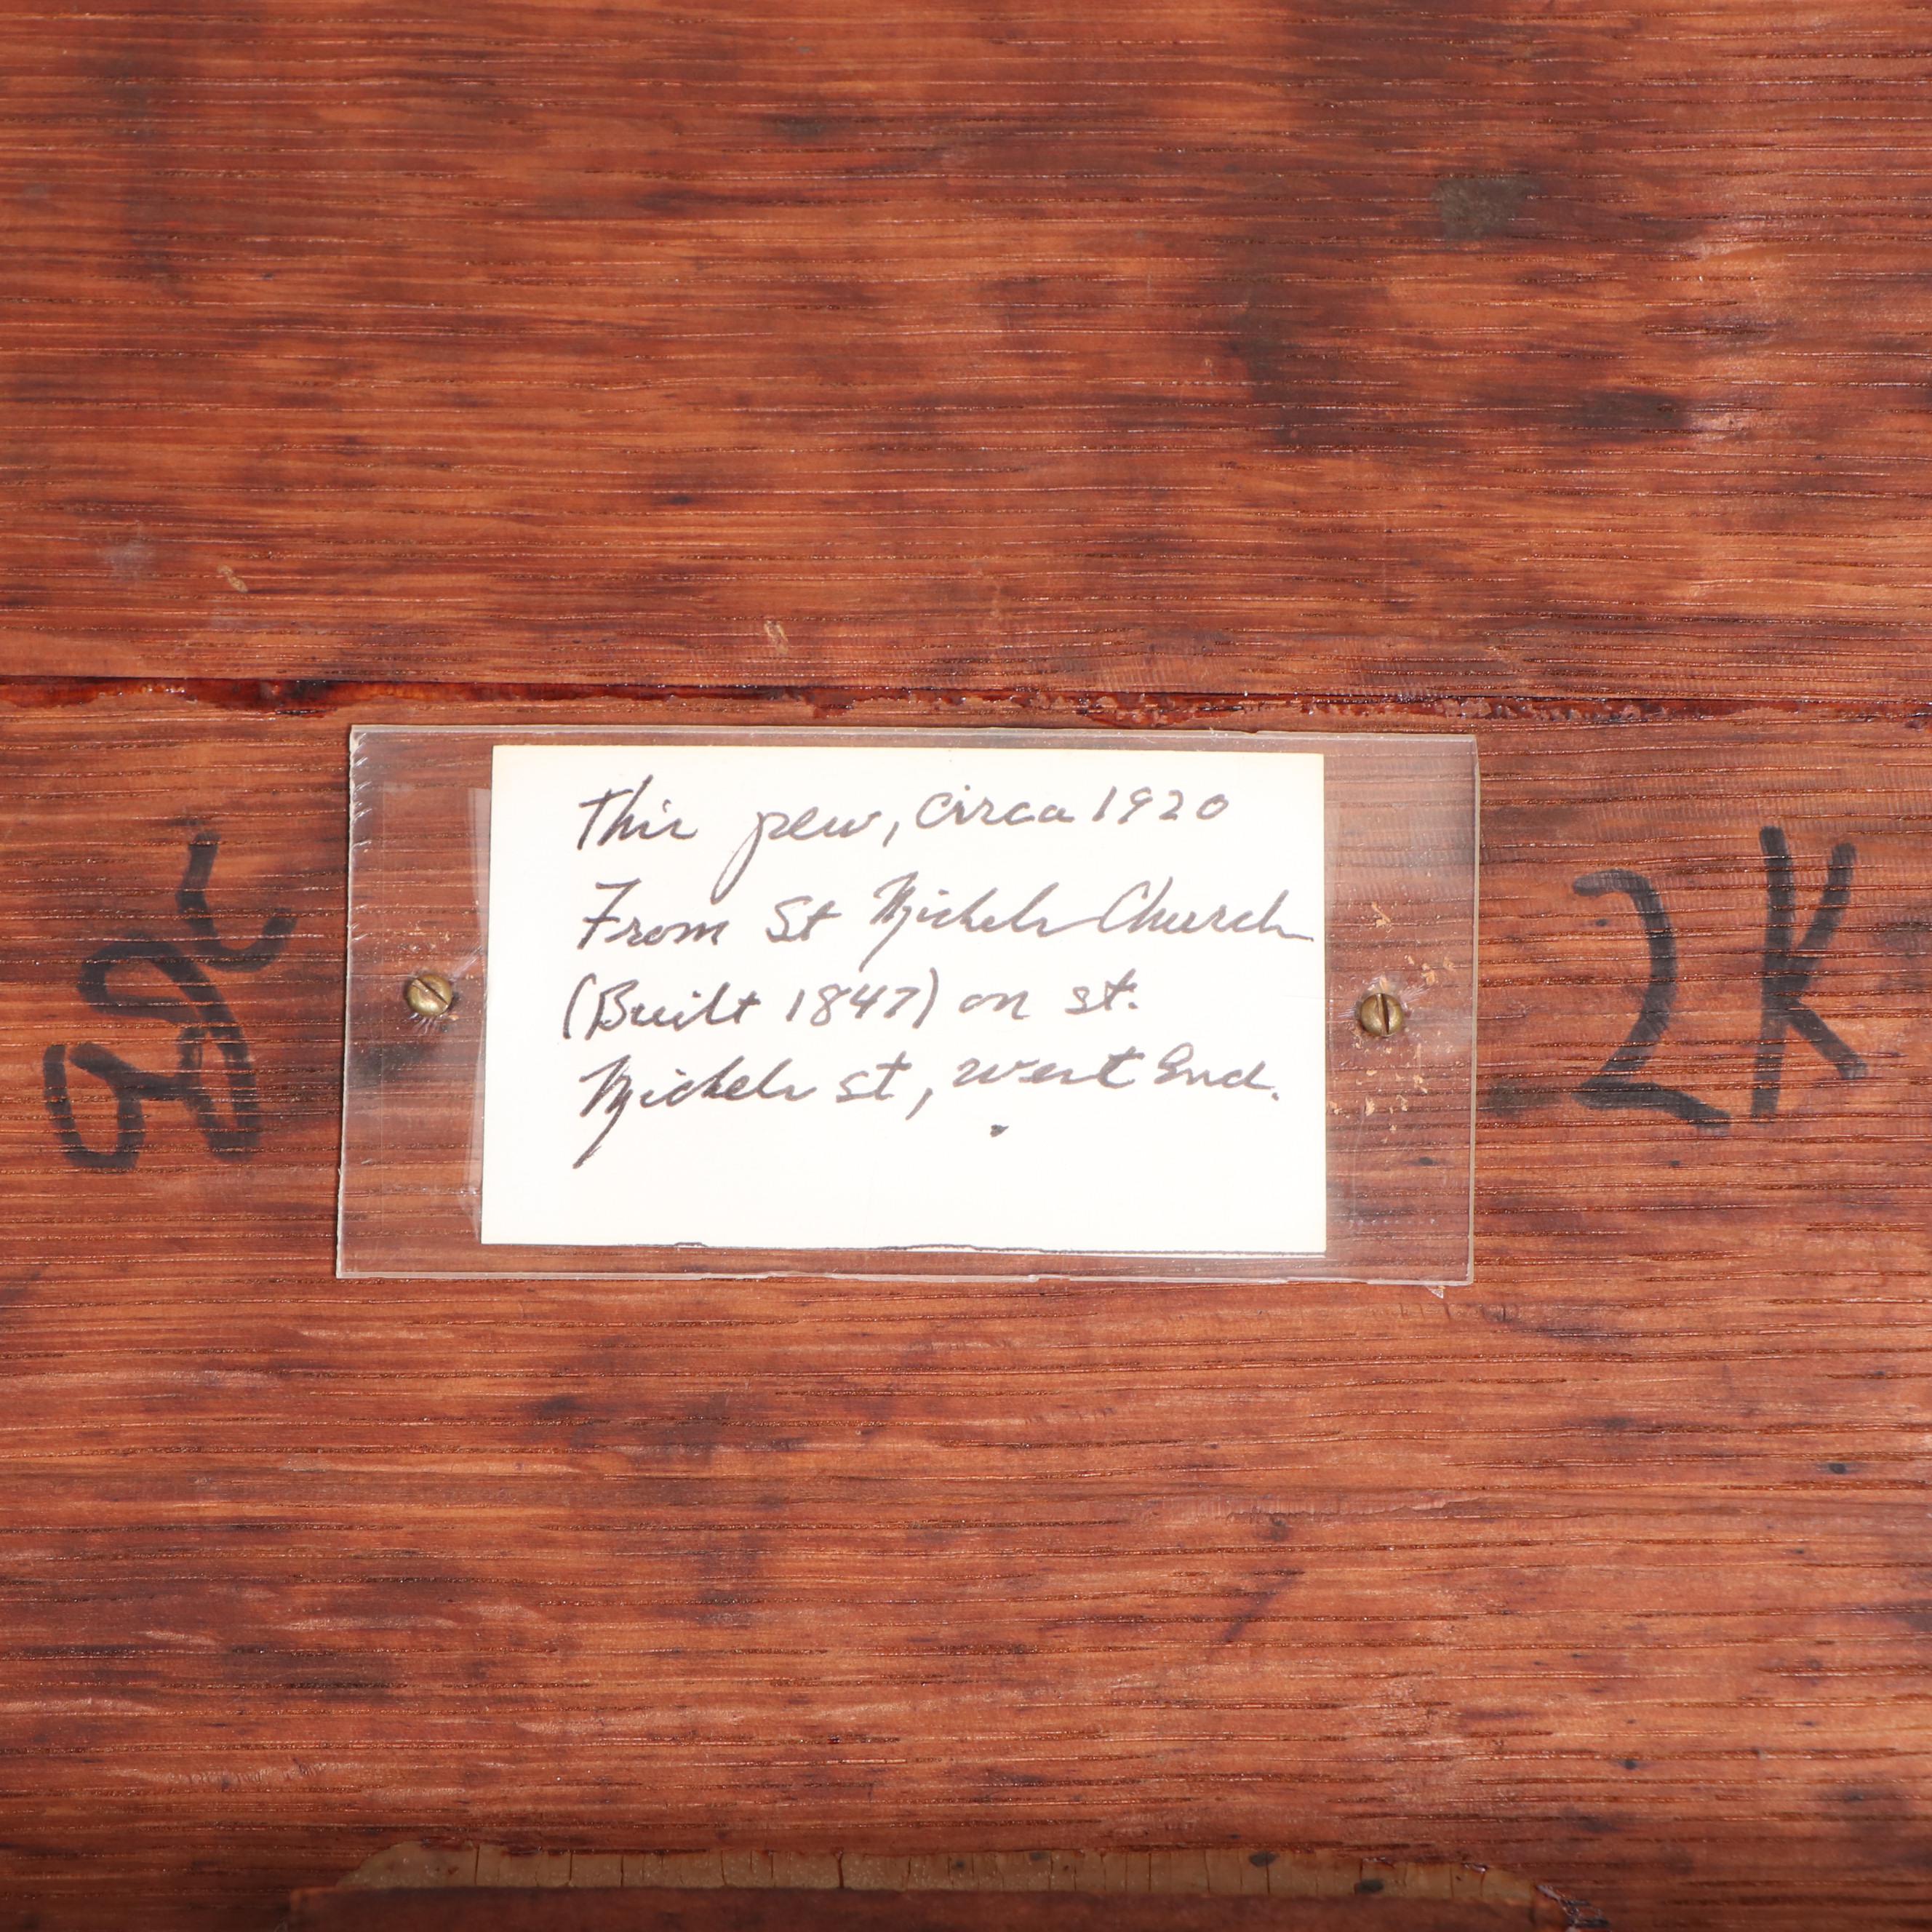 This pew, circa 1920
From St Michels Church
(Built 1847) on st.
Michels st, west End.
2K